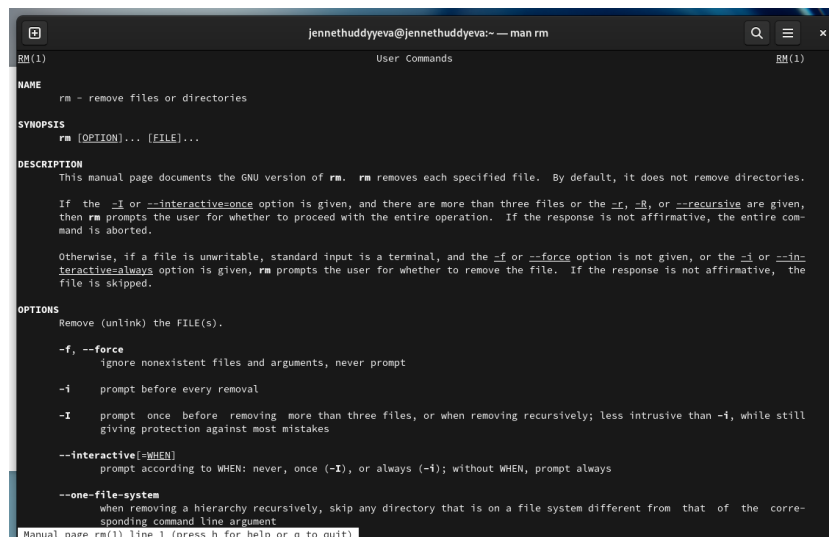 jennethuddyyeva@jennethuddyeva:~ — man rm
RM(1) User Commands RM(1)
NAME
rm - remove files or directories
SYNOPSIS
rm [OPTION]... [FILE]...
DESCRIPTION
This manual page documents the GNU version of rm. rm removes each specified file. By default, it does not remove directories.
If the -I or --interactive=once option is given, and there are more than three files or the -r, -R, or --recursive are given,
then rm prompts the user for whether to proceed with the entire operation. If the response is not affirmative, the entire com-
mand is aborted.
Otherwise, if a file is unwritable, standard input is a terminal, and the -f or --force option is not given, or the -i or --in-
teractive=always option is given, rm prompts the user for whether to remove the file. If the response is not affirmative, the
file is skipped.
OPTIONS
Remove (unlink) the FILE(s).
-f, --force
ignore nonexistent files and arguments, never prompt
-i prompt before every removal
-I prompt once before removing more than three files, or when removing recursively; less intrusive than -i, while still
giving protection against most mistakes
--interactive[=WHEN]
prompt according to WHEN: never, once (-I), or always (-i); without WHEN, prompt always
--one-file-system
when removing a hierarchy recursively, skip any directory that is on a file system different from that of the corre-
sponding command line argument
Manual page rm(1) line 1 (press h for help or q to quit)